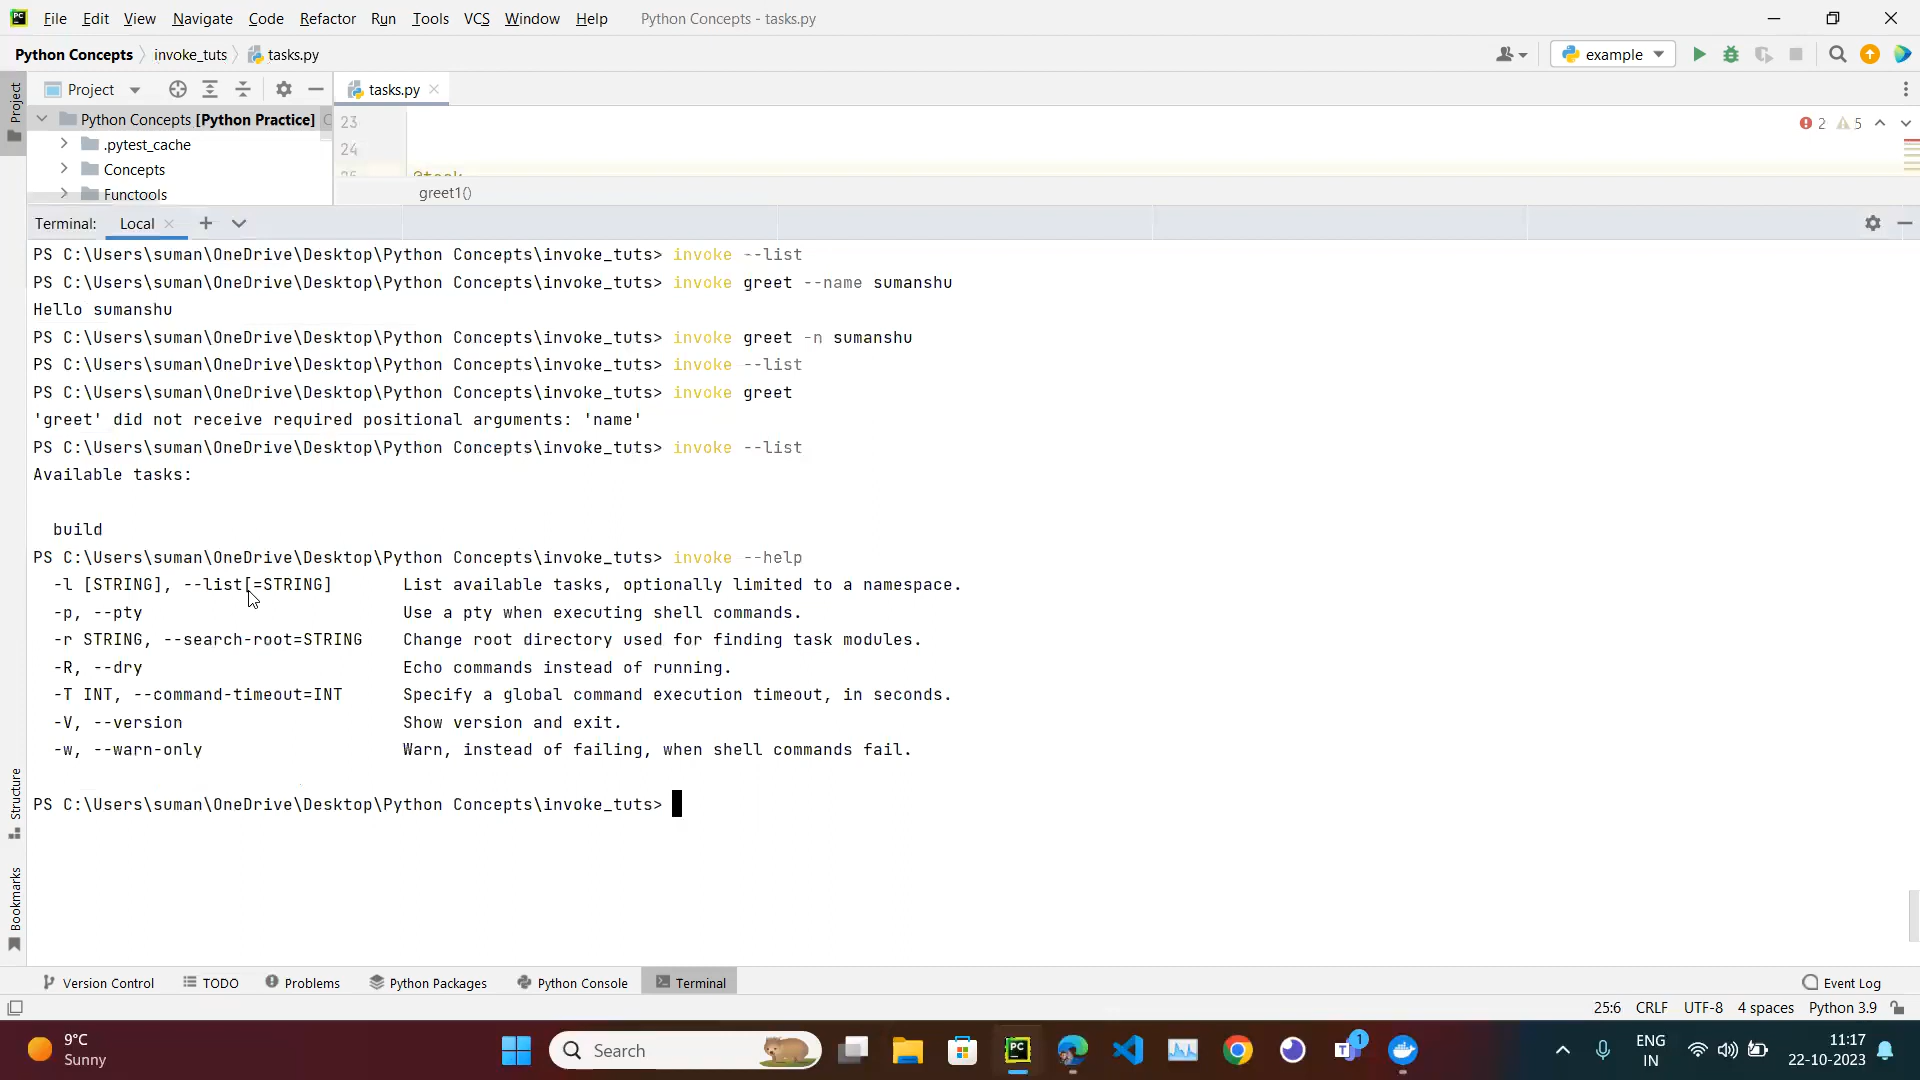 File Edit View Navigate Code Refactor Run Tools VCS Window Help Python Concepts - tasks.py
Python Concepts invoke_tuts tasks.py example
Project
Project tasks.py
Python Concepts [Python Practice]
.pytest_cache
Concepts
Functools
23
24
25 @task
2 5
greet1()
Terminal: Local
PS C:\Users\suman\OneDrive\Desktop\Python Concepts\invoke_tuts> invoke --list
PS C:\Users\suman\OneDrive\Desktop\Python Concepts\invoke_tuts> invoke greet --name sumanshu
Hello sumanshu
PS C:\Users\suman\OneDrive\Desktop\Python Concepts\invoke_tuts> invoke greet -n sumanshu
PS C:\Users\suman\OneDrive\Desktop\Python Concepts\invoke_tuts> invoke --list
PS C:\Users\suman\OneDrive\Desktop\Python Concepts\invoke_tuts> invoke greet
'greet' did not receive required positional arguments: 'name'
PS C:\Users\suman\OneDrive\Desktop\Python Concepts\invoke_tuts> invoke --list
Available tasks:
build
PS C:\Users\suman\OneDrive\Desktop\Python Concepts\invoke_tuts> invoke --help
-l [STRING], --list[=STRING] List available tasks, optionally limited to a namespace.
-p, --pty Use a pty when executing shell commands.
-r STRING, --search-root=STRING Change root directory used for finding task modules.
-R, --dry Echo commands instead of running.
-T INT, --command-timeout=INT Specify a global command execution timeout, in seconds.
-V, --version Show version and exit.
-w, --warn-only Warn, instead of failing, when shell commands fail.
PS C:\Users\suman\OneDrive\Desktop\Python Concepts\invoke_tuts>
Structure
Bookmarks
Version Control TODO Problems Python Packages Python Console Terminal Event Log
25:6 CRLF UTF-8 4 spaces Python 3.9
9°C
Sunny
Search
PC
T 1
ENG
IN
11:17
22-10-2023